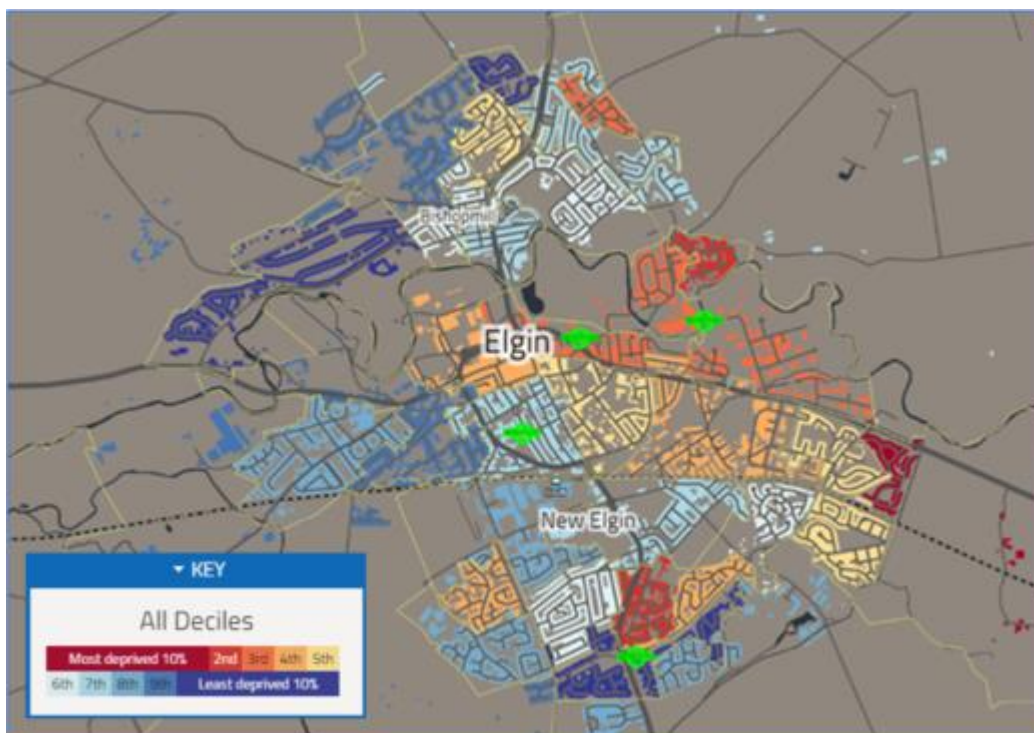 Bishopmill
Elgin
New Elgin
KEY
All Deciles
Most deprived 10% 2nd 3rd 4th 5th
6th 7th 8th 9th Least deprived 10%